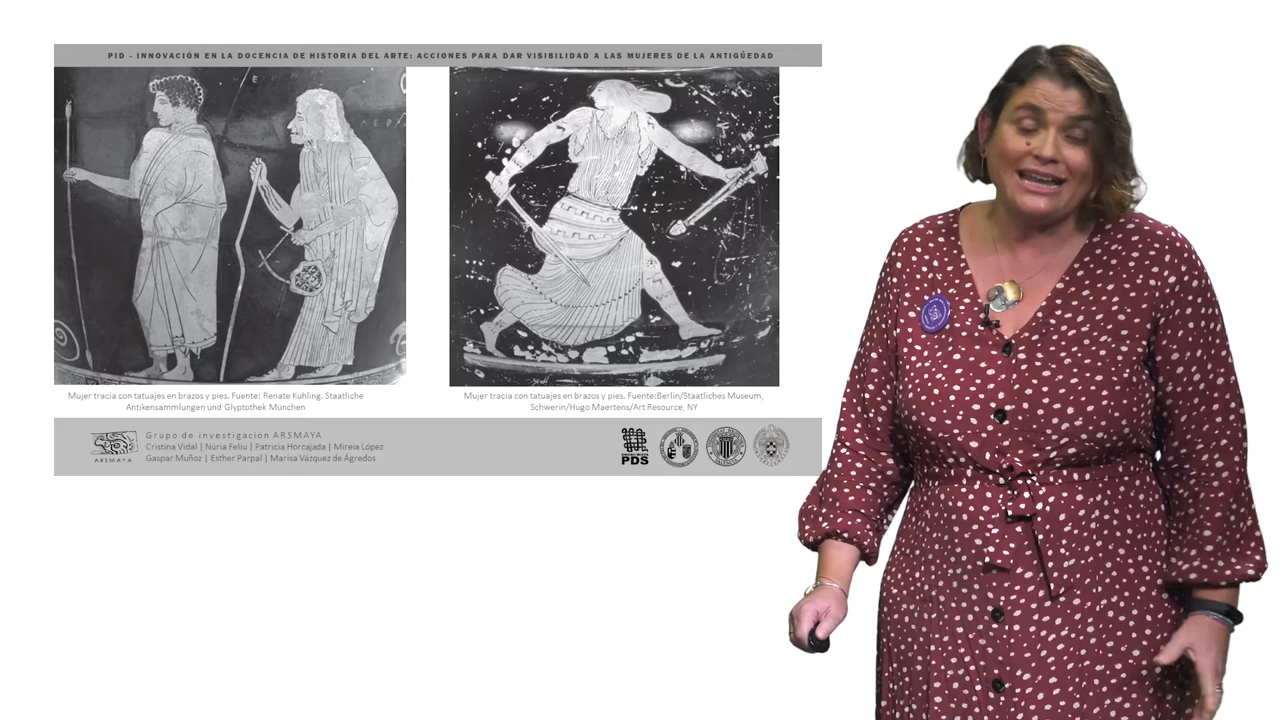 PID - INNOVACIÓN EN LA DOCENCIA DE HISTORIA DEL ARTE: ACCIONES PARA DAR VISIBILIDAD A LAS MUJERES DE LA ANTIGÜEDAD
Mujer tracia con tatuajes en brazos y pies. Fuente: Renate Kühling. Staatliche
Antikensammlungen und Glyptothek München
Mujer tracia con tatuajes en brazos y pies. Fuente:Berlin/Staatliches Museum,
Schwerin/Hugo Maertens/Art Resource, NY
ARSMAYA
Grupo de investigación ARSMAYA
Cristina Vidal | Núria Feliu | Patricia Horcajada | Mireia López
Gaspar Muñoz | Esther Parpal | Marisa Vázquez de Ágredos
PDS